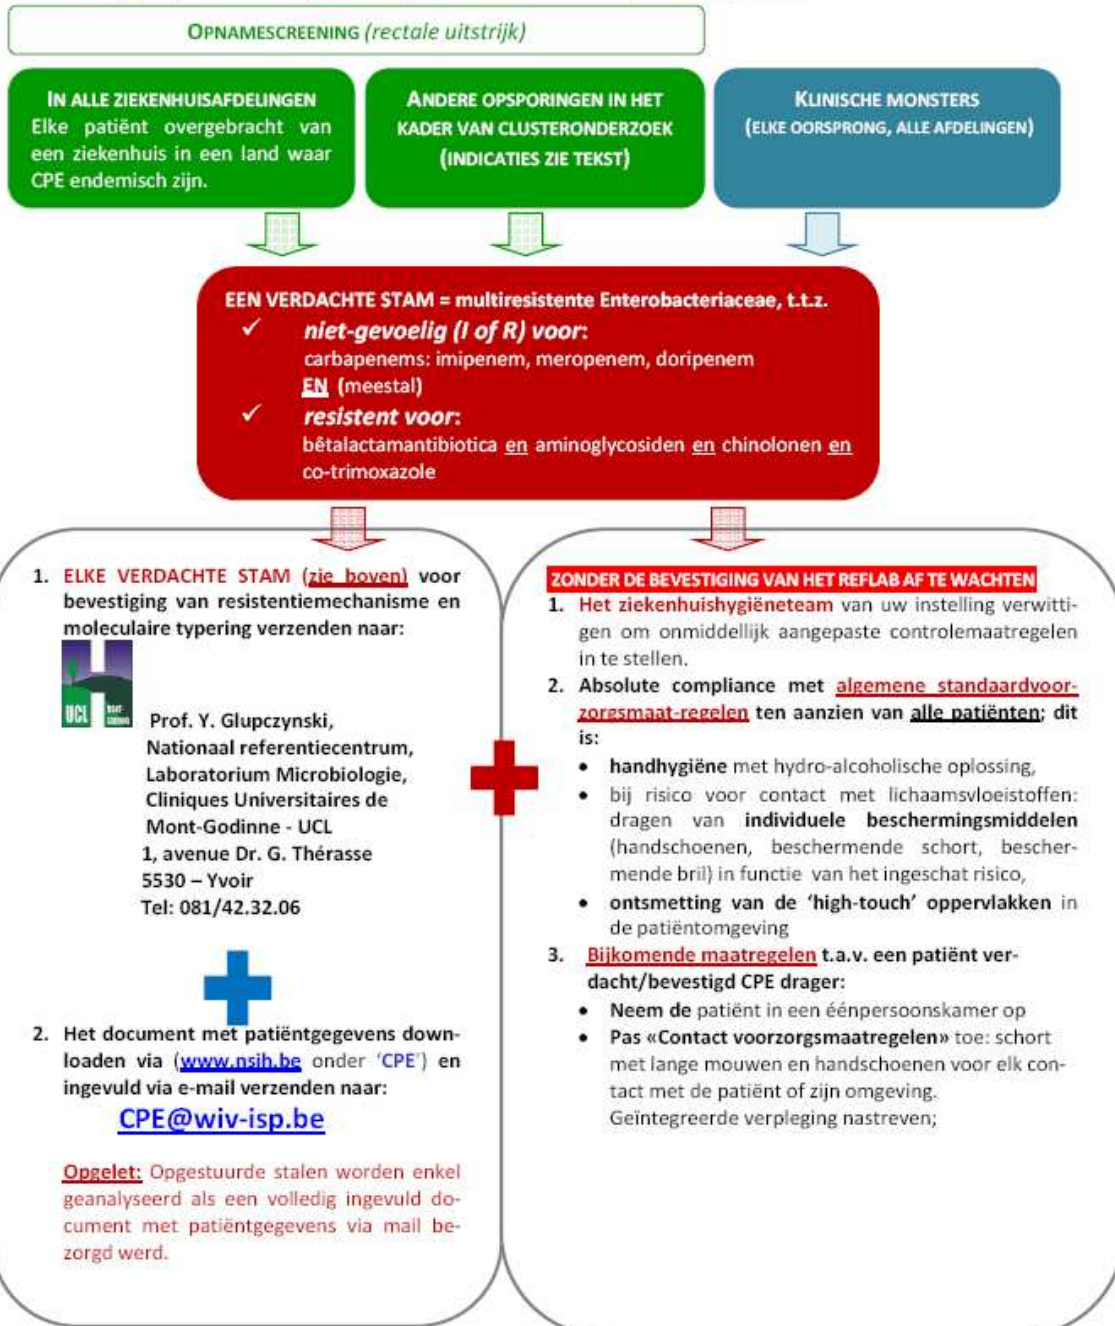 OPNAMESCREENING (rectale uitstrijk)
IN ALLE ZIEKENHUISAFDELINGEN
Elke patiënt overgebracht van
een ziekenhuis in een land waar
CPE endemisch zijn.
ANDERE OPSPORINGEN IN HET
KADER VAN CLUSTERONDERZOEK
(INDICATIES ZIE TEKST)
KLINISCHE MONSTERS
(ELKE OORSPRONG, ALLE AFDELINGEN)
EEN VERDACHTE STAM = multiresistente Enterobacteriaceae, t.t.z.
✓ niet-gevoelig (I of R) voor:
carbapenems: imipenem, meropenem, doripenem
EN (meestal)
✓ resistent voor:
bêtalactamantibiotica en aminoglycosiden en chinolonen en
co-trimoxazole
1. ELKE VERDACHTE STAM (zie boven) voor
bevestiging van resistentiemechanisme en
moleculaire typering verzenden naar:
UCL
Prof. Y. Glupczynski,
Nationaal referentiecentrum,
Laboratorium Microbiologie,
Cliniques Universitaires de
Mont-Godinne - UCL
1, avenue Dr. G. Thérasse
5530 – Yvoir
Tel: 081/42.32.06
2. Het document met patiëntgegevens down-
loaden via (www.nsih.be onder ‘CPE’) en
ingevuld via e-mail verzenden naar:
CPE@wiv-isp.be
Opgelet: Opgestuurde stalen worden enkel
geanalyseerd als een volledig ingevuld do-
cument met patiëntgegevens via mail be-
zorgd werd.
ZONDER DE BEVESTIGING VAN HET REFLAB AF TE WACHTEN
1. Het ziekenhuishygiëneteam van uw instelling verwitti-
gen om onmiddellijk aangepaste controlemaatregelen
in te stellen.
2. Absolute compliance met algemene standaardvoor-
zorgsmaat-regelen ten aanzien van alle patiënten; dit
is:
• handhygiëne met hydro-alcoholische oplossing,
• bij risico voor contact met lichaamsvloeistoffen:
dragen van individuele beschermingsmiddelen
(handschoenen, beschermende schort, bescher-
mende bril) in functie van het ingeschat risico,
• ontsmetting van de ‘high-touch’ oppervlakken in
de patiëntomgeving
3. Bijkomende maatregelen t.a.v. een patiënt ver-
dacht/bevestigd CPE drager:
• Neem de patiënt in een éénpersoonskamer op
• Pas «Contact voorzorgsmaatregelen» toe: schort
met lange mouwen en handschoenen voor elk con-
tact met de patiënt of zijn omgeving.
Geïntegreerde verpleging nastreven;